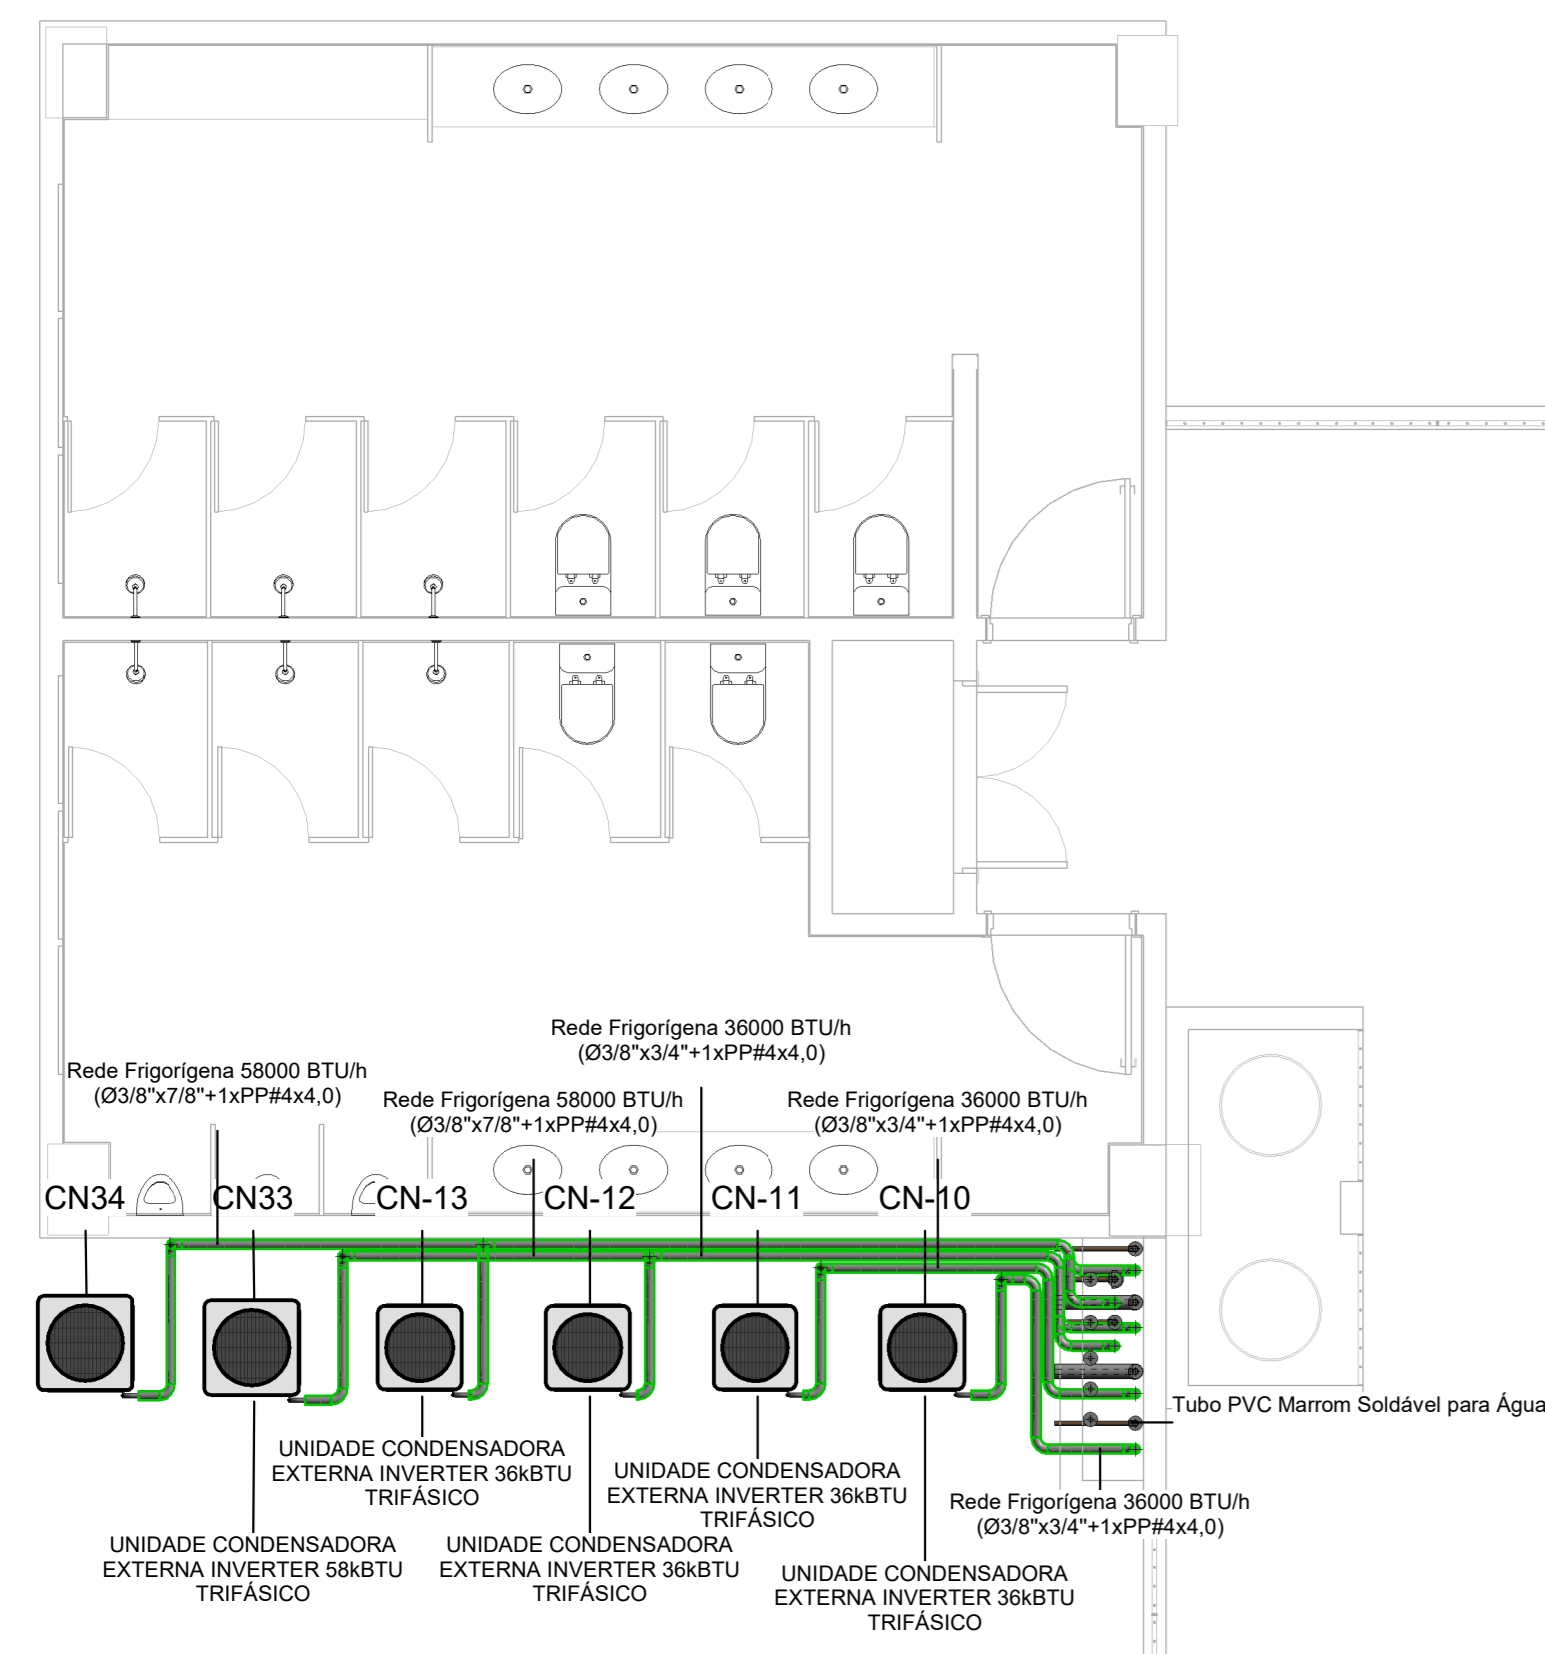 Rede Frigorígena 36000 BTU/h
(Ø3/8"x3/4"+1xPP#4x4,0)
Rede Frigorígena 58000 BTU/h
(Ø3/8"x7/8"+1xPP#4x4,0)
Rede Frigorígena 58000 BTU/h
(Ø3/8"x7/8"+1xPP#4x4,0)
Rede Frigorígena 36000 BTU/h
(Ø3/8"x3/4"+1xPP#4x4,0)
CN34
CN33
CN-13
CN-12
CN-11
CN-10
Tubo PVC Marrom Soldável para Água
UNIDADE CONDENSADORA
EXTERNA INVERTER 36kBTU
TRIFÁSICO
UNIDADE CONDENSADORA
EXTERNA INVERTER 36kBTU
TRIFÁSICO
Rede Frigorígena 36000 BTU/h
(Ø3/8"x3/4"+1xPP#4x4,0)
UNIDADE CONDENSADORA
EXTERNA INVERTER 58kBTU
TRIFÁSICO
UNIDADE CONDENSADORA
EXTERNA INVERTER 36kBTU
TRIFÁSICO
UNIDADE CONDENSADORA
EXTERNA INVERTER 36kBTU
TRIFÁSICO